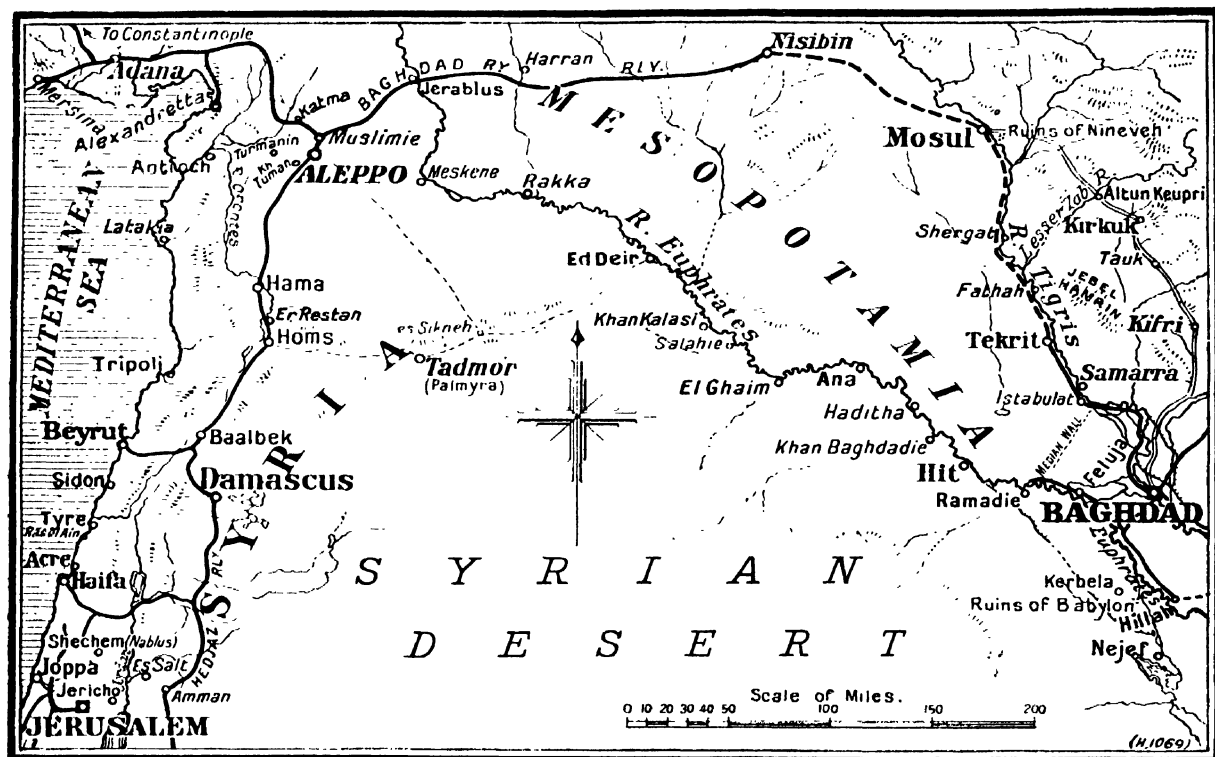 To Constantinople
Adana
Mersina
Alexandretta
Antioch
Katma
BAGHDAD RY
RLY.
Jerablus
Harran
Nisibin
Muslimie
Turmanin
Kh Tuman
ALEPPO
R. Orontes
Meskene
Rakka
MESOPOTAMIA
Mosul
Ruins of Nineveh
Lesser Zab R.
Altun Keupri
Kirkuk
Shergat
Tauk
R. Tigris
Fathah
JEBEL
HAMRIN
Kifri
Tekrit
Samarra
Istabulat
MEDITERRANEAN
SEA
Latakia
Hama
Er Restan
Homs
Tripoli
es Sikneh
Tadmor
(Palmyra)
SYRIA
R. Euphrates
Ed Deir
Khan Kalasi
Salahie
El Ghaim
Ana
Haditha
Khan Baghdadie
Hit
Ramadie
MEDIAN WALL
Feluja
BAGHDAD
Beyrut
Baalbek
Sidon
Damascus
Tyre
Ras el Ain
Acre
Haifa
HEDJAZ RLY
SYRIAN
DESERT
Euphrates
Kerbela
Ruins of Babylon
Hillah
Nejef
Shechem (Nablus)
Joppa
Es Salt
Jericho
Amman
JERUSALEM
Scale of Miles.
0 10 20 30 40 50 100 150 200
(H.1069)